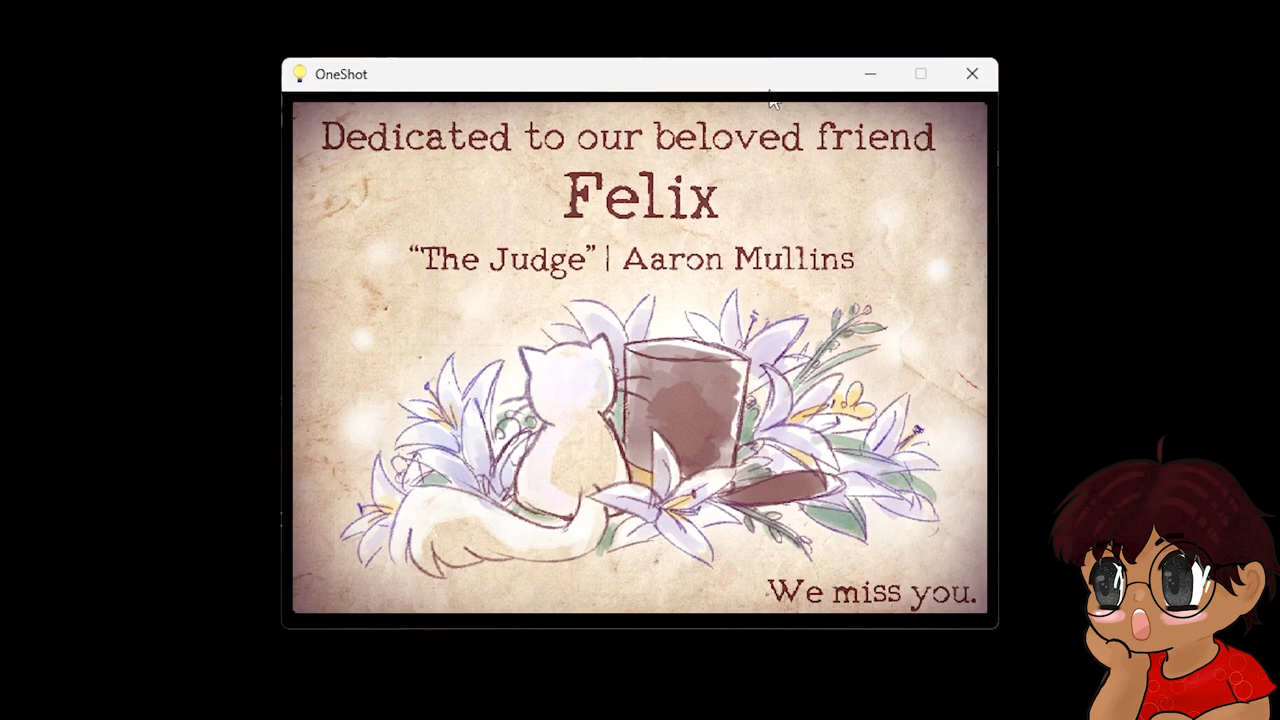 OneShot
Dedicated to our beloved friend
Felix
“The Judge” | Aaron Mullins
We miss you.